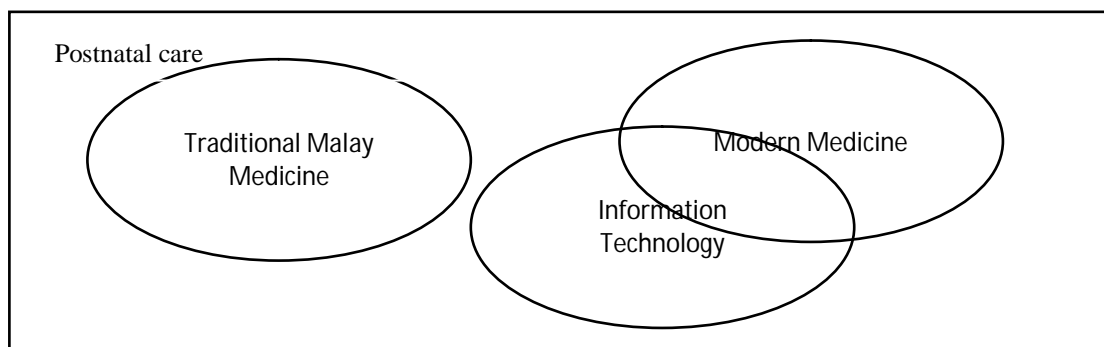 Postnatal care
Traditional Malay
Medicine
Modern Medicine
Information
Technology